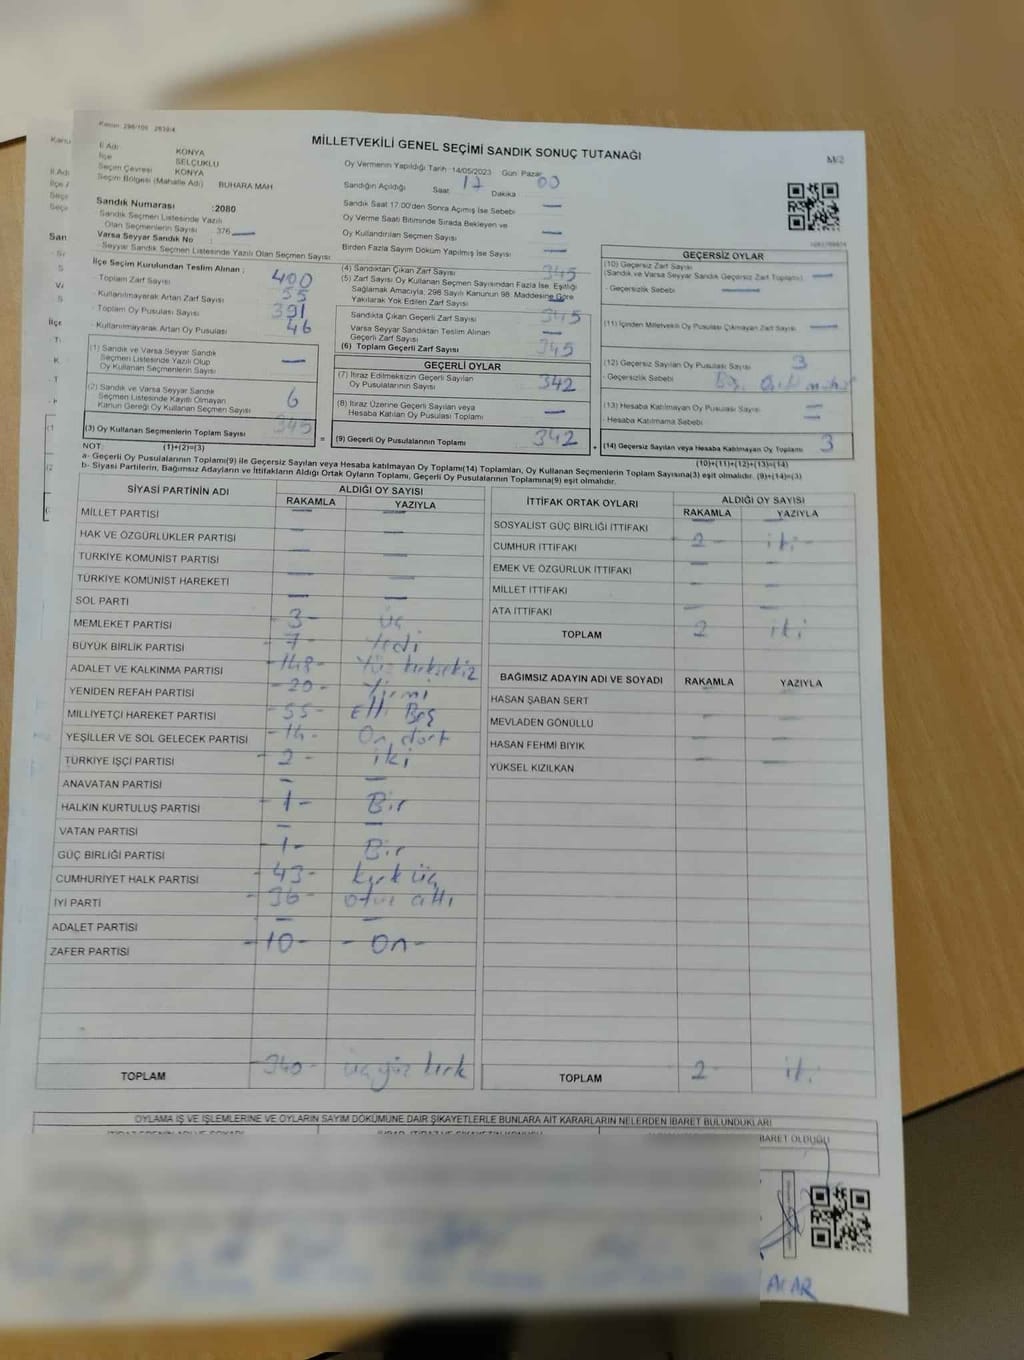 Kanun: 298/105 2839/4
MİLLETVEKİLİ GENEL SEÇİMİ SANDIK SONUÇ TUTANAĞI
M/2
İl Adı KONYA
İlçe SELÇUKLU
Seçim Çevresi KONYA
Seçim Bölgesi (Mahalle Adı) BUHARA MAH
Oy Vermenin Yapıldığı Tarih 14/05/2023 Gün Pazar
Sandığın Açıldığı Saat 17 Dakika 00
Sandık Numarası :2080
Sandık Seçmen Listesinde Yazılı
Olan Seçmenlerin Sayısı : 376
Varsa Seyyar Sandık No :
Seyyar Sandık Seçmen Listesinde Yazılı Olan Seçmen Sayısı:
Sandık Saat 17.00'den Sonra Açımış İse Sebebi —
Oy Verme Saati Bitiminde Sırada Bekleyen ve
Oy Kullandırılan Seçmen Sayısı —
Birden Fazla Sayım Döküm Yapılmış İse Sayısı —
İlçe Seçim Kurulundan Teslim Alınan ;
- Toplam Zarf Sayısı 400
- Kullanılmayarak Artan Zarf Sayısı 55
- Toplam Oy Pusulası Sayısı 391
- Kullanılmayarak Artan Oy Pusulası 46
(1) Sandık ve Varsa Seyyar Sandık
Seçmen Listesinde Yazılı Olup
Oy Kullanan Seçmenlerin Sayısı —
(2) Sandık ve Varsa Seyyar Sandık
Seçmen Listesinde Kayıtlı Olmayan
Kanun Gereği Oy Kullanan Seçmen Sayısı 6
(3) Oy Kullanan Seçmenlerin Toplam Sayısı 345
(4) Sandıktan Çıkan Zarf Sayısı 345
(5) Zarf Sayısı Oy Kullanan Seçmen Sayısından Fazla İse, Eşitliği
Sağlamak Amacıyla, 298 Sayılı Kanunun 98. Maddesine Göre
Yakılarak Yok Edilen Zarf Sayısı —
Sandıkta Çıkan Geçerli Zarf Sayısı 345
Varsa Seyyar Sandıktan Teslim Alınan
Geçerli Zarf Sayısı —
(6) Toplam Geçerli Zarf Sayısı 345
GEÇERLİ OYLAR
(7) İtiraz Edilmeksizin Geçerli Sayılan
Oy Pusulalarının Sayısı 342
(8) İtiraz Üzerine Geçerli Sayılan veya
Hesaba Katılan Oy Pusulası Toplamı —
= (9) Geçerli Oy Pusulalarının Toplamı 342
GEÇERSİZ OYLAR
(10) Geçersiz Zarf Sayısı
(Sandık ve Varsa Seyyar Sandık Geçersiz Zarf Toplamı) —
- Geçersizlik Sebebi —
(11) İçinden Milletvekili Oy Pusulası Çıkmayan Zarf Sayısı —
(12) Geçersiz Sayılan Oy Pusulası Sayısı 3
- Geçersizlik Sebebi
(13) Hesaba Katılmayan Oy Pusulası Sayısı —
- Hesaba Katılmama Sebebi —
+ (14) Geçersiz Sayılan veya Hesaba Katılmayan Oy Toplamı 3
NOT: (1)+(2)=(3)
(10)+(11)+(12)+(13)=(14)
a- Geçerli Oy Pusulalarının Toplamı(9) ile Geçersiz Sayılan veya Hesaba katılmayan Oy Toplamı(14) Toplamları, Oy Kullanan Seçmenlerin Toplam Sayısına(3) eşit olmalıdır. (9)+(14)=(3)
b- Siyasi Partilerin, Bağımsız Adayların ve İttifakların Aldığı Ortak Oyların Toplamı, Geçerli Oy Pusulalarının Toplamına(9) eşit olmalıdır.
SİYASİ PARTİNİN ADI ALDIĞI OY SAYISI
RAKAMLA YAZIYLA
MİLLET PARTİSİ — —
HAK VE ÖZGÜRLÜKLER PARTİSİ — —
TÜRKİYE KOMÜNİST PARTİSİ — —
TÜRKİYE KOMÜNİST HAREKETİ — —
SOL PARTİ — —
MEMLEKET PARTİSİ 3- üç
BÜYÜK BİRLİK PARTİSİ - 7 - Yedi
ADALET VE KALKINMA PARTİSİ -148- Yüz kırksekiz
YENİDEN REFAH PARTİSİ -20- Yirmi
MİLLİYETÇİ HAREKET PARTİSİ -55- Elli Beş
YEŞİLLER VE SOL GELECEK PARTİSİ -14- On dört
TÜRKİYE İŞÇİ PARTİSİ - 2 - iki
ANAVATAN PARTİSİ — —
HALKIN KURTULUŞ PARTİSİ - 1 - Bir
VATAN PARTİSİ — —
GÜÇ BİRLİĞİ PARTİSİ - 1 - Bir
CUMHURİYET HALK PARTİSİ - 43 - kırk üç
İYİ PARTİ - 36 - otuz altı
ADALET PARTİSİ — —
ZAFER PARTİSİ - 10 - - On -
TOPLAM -340- üçyüz kırk
İTTİFAK ORTAK OYLARI ALDIĞI OY SAYISI
RAKAMLA YAZIYLA
SOSYALİST GÜÇ BİRLİĞİ İTTİFAKI — —
CUMHUR İTTİFAKI - 2 - iki
EMEK VE ÖZGÜRLÜK İTTİFAKI — —
MİLLET İTTİFAKI — —
ATA İTTİFAKI — —
TOPLAM 2 iki
BAĞIMSIZ ADAYIN ADI VE SOYADI RAKAMLA YAZIYLA
HASAN ŞABAN SERT — —
MEVLADEN GÖNÜLLÜ — —
HASAN FEHMİ BIYIK — —
YÜKSEL KIZILKAN — —
TOPLAM 2 iki
OYLAMA İŞ VE İŞLEMLERİNE VE OYLARIN SAYIM DÖKÜMÜNE DAİR ŞİKAYETLERLE BUNLARA AİT KARARLARIN NELERDEN İBARET BULUNDUKLARI
BARET OLDUĞU
ACAR